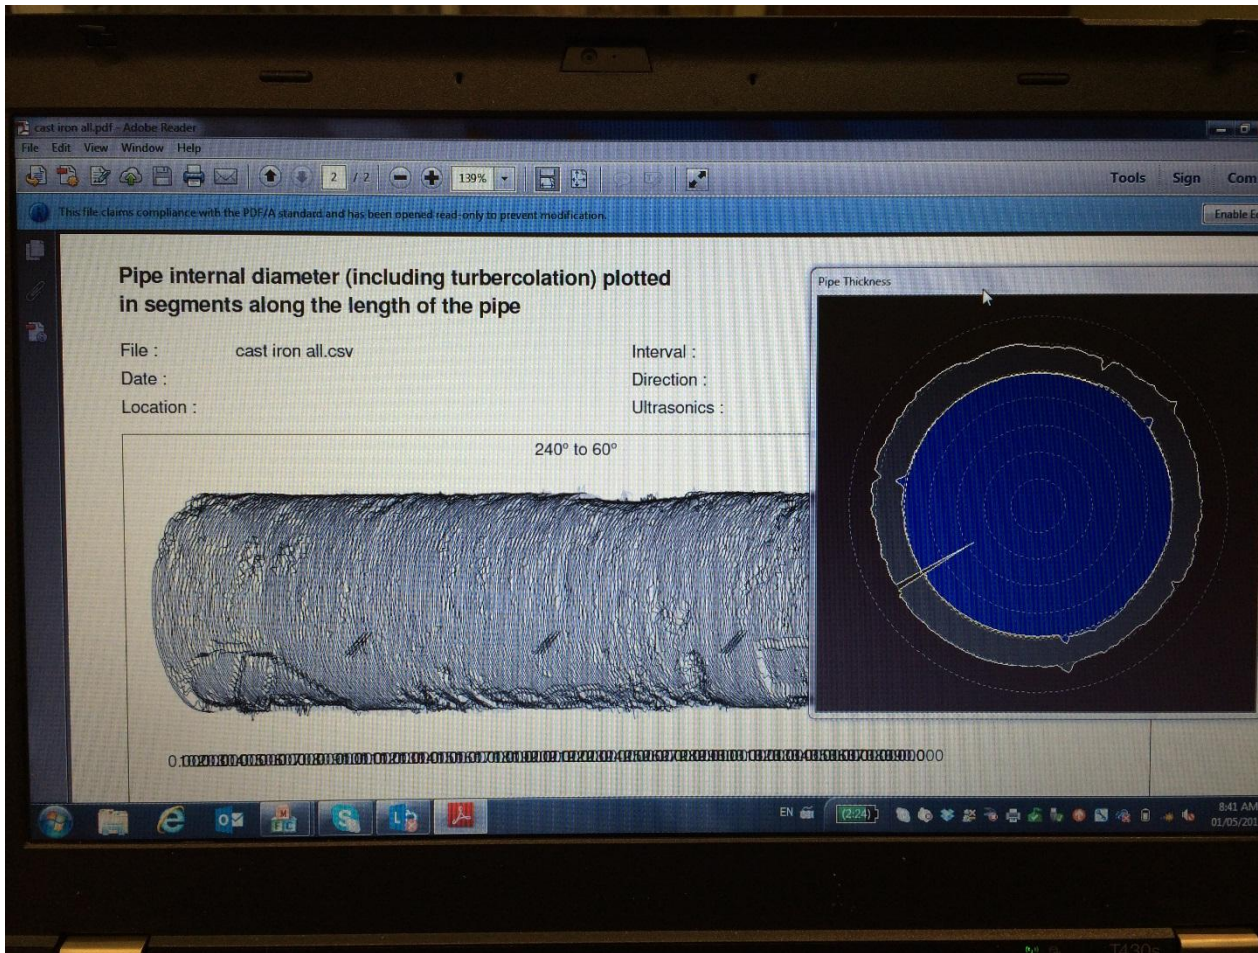 cast iron all.pdf - Adobe Reader
File Edit View Window Help
2 / 2 139% Tools Sign Com
This file claims compliance with the PDF/A standard and has been opened read-only to prevent modification.
Enable E
Pipe internal diameter (including turbercolation) plotted
in segments along the length of the pipe
File : cast iron all.csv Interval :
Date : Direction :
Location : Ultrasonics :
240° to 60°
Pipe Thickness
EN (2:24) 8:41 AM
01/05/201
T430s